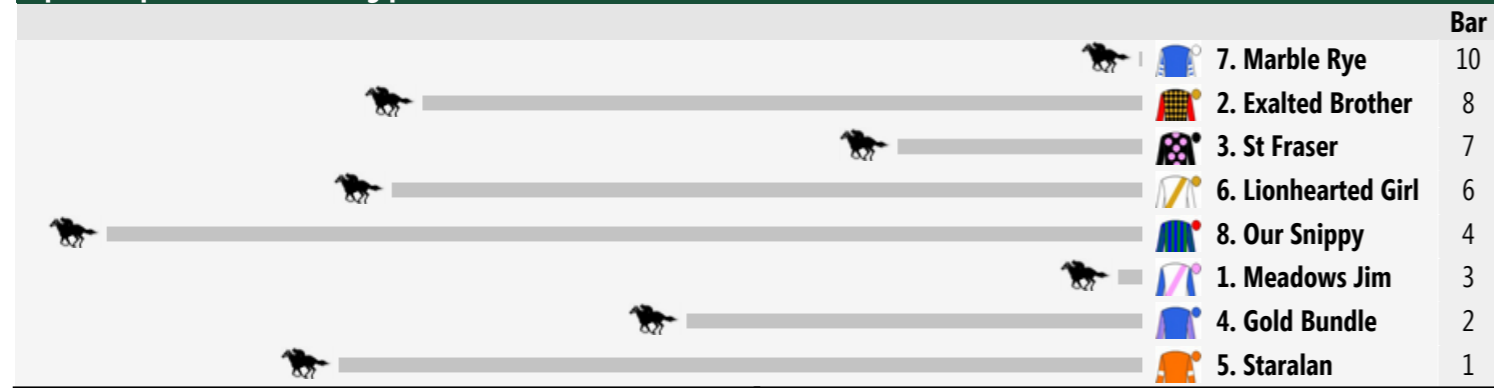 Bar
7. Marble Rye 10
2. Exalted Brother 8
3. St Fraser 7
6. Lionhearted Girl 6
8. Our Snippy 4
1. Meadows Jim 3
4. Gold Bundle 2
5. Staralan 1